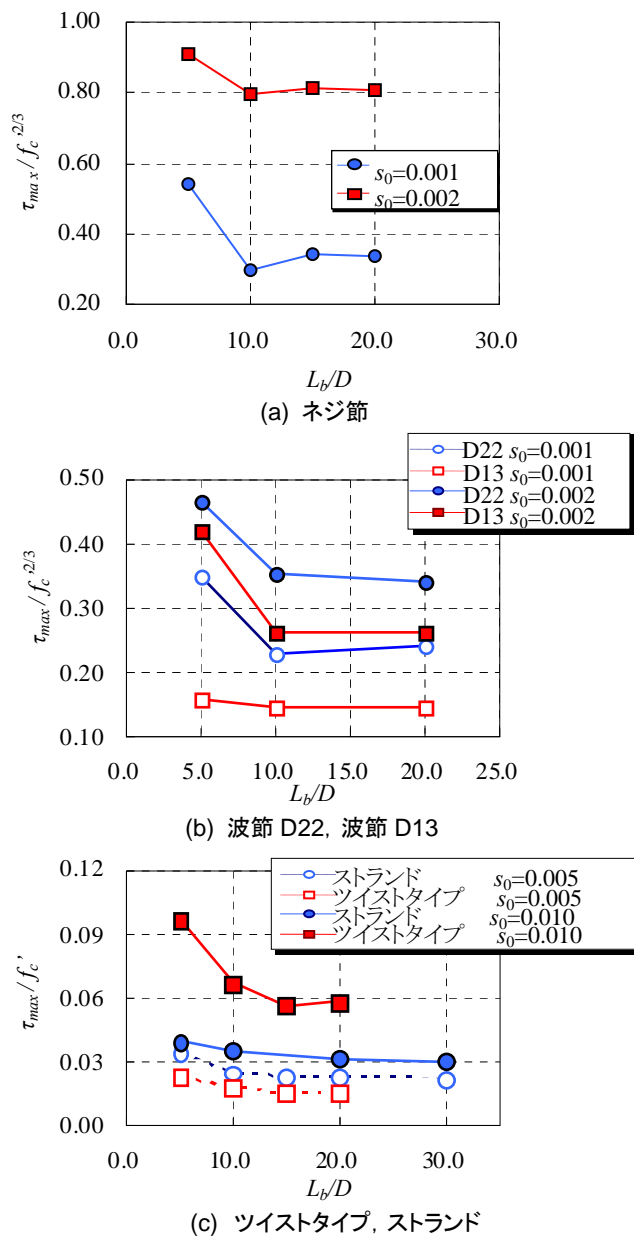 1.00
0.80
0.60
0.40
0.20
τmax/fc'2/3
s0=0.001
s0=0.002
0.0 10.0 20.0 30.0
Lb/D
(a) ネジ節
D22 s0=0.001
D13 s0=0.001
D22 s0=0.002
D13 s0=0.002
0.50
0.40
0.30
0.20
0.10
τmax/fc'2/3
0.0 5.0 10.0 15.0 20.0 25.0
Lb/D
(b) 波節 D22, 波節 D13
ストランド s0=0.005
ツイストタイプ s0=0.005
ストランド s0=0.010
ツイストタイプ s0=0.010
0.12
0.09
0.06
0.03
0.00
τmax/fc'
0.0 10.0 20.0 30.0
Lb/D
(c) ツイストタイプ, ストランド